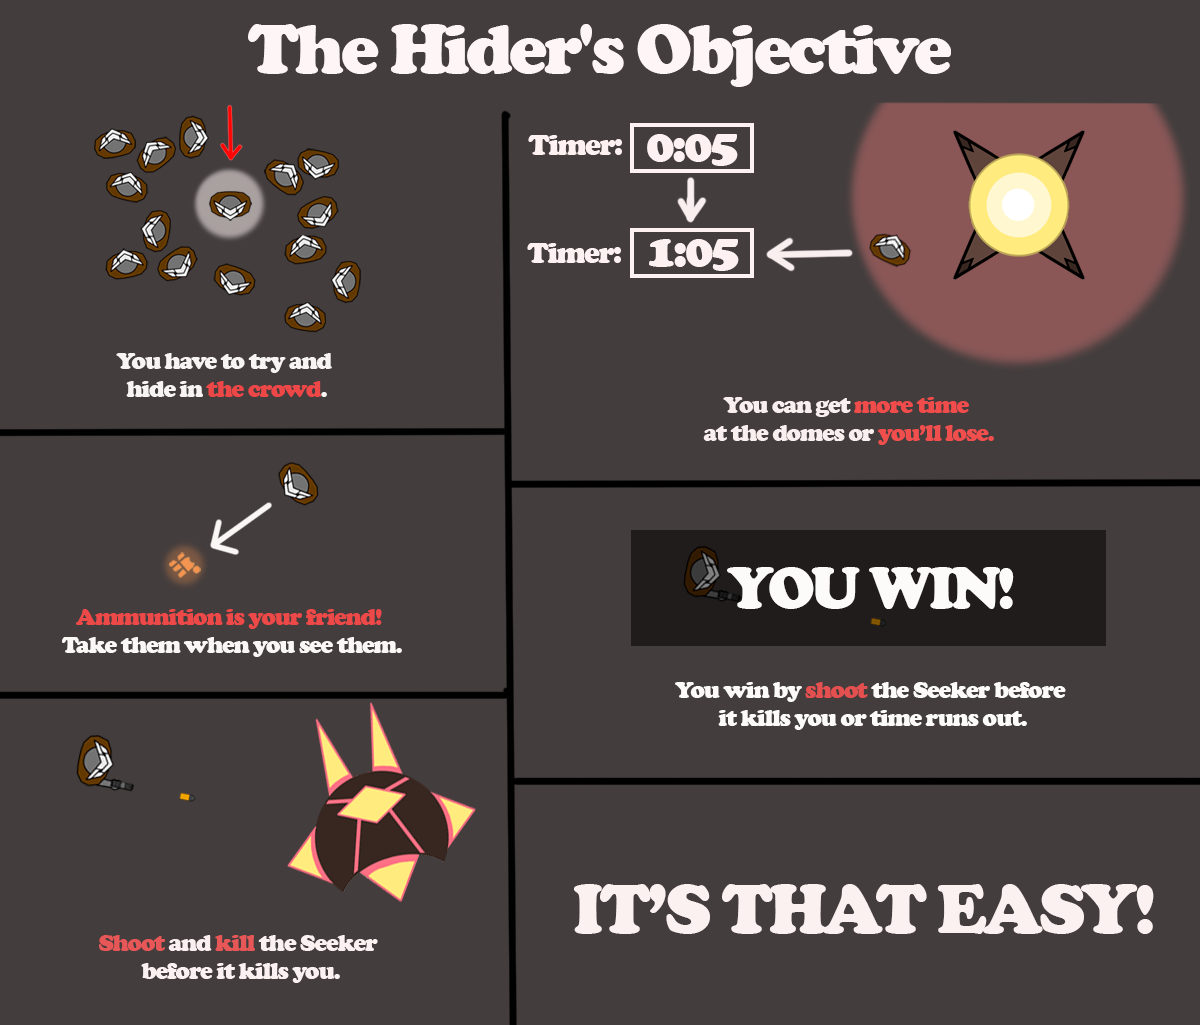 The Hider's Objective
You have to try and
hide in the crowd.
Ammunition is your friend!
Take them when you see them.
Shoot and kill the Seeker
before it kills you.
Timer: 0:05
Timer: 1:05
You can get more time
at the domes or you’ll lose.
YOU WIN!
You win by shoot the Seeker before
it kills you or time runs out.
IT’S THAT EASY!